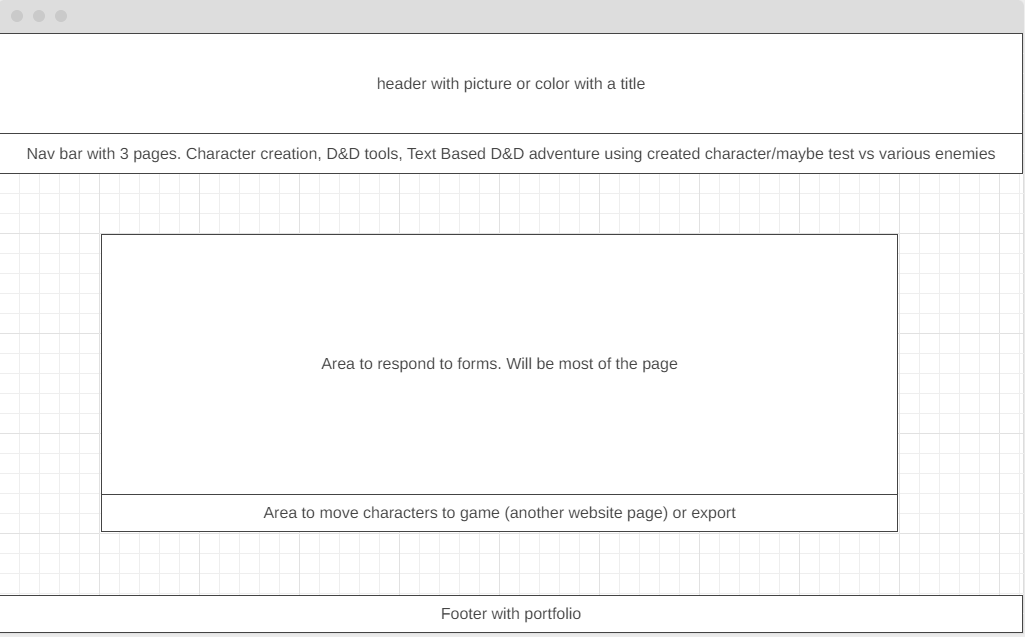 header with picture or color with a title
Nav bar with 3 pages. Character creation, D&D tools, Text Based D&D adventure using created character/maybe test vs various enemies
Area to respond to forms. Will be most of the page
Area to move characters to game (another website page) or export
Footer with portfolio